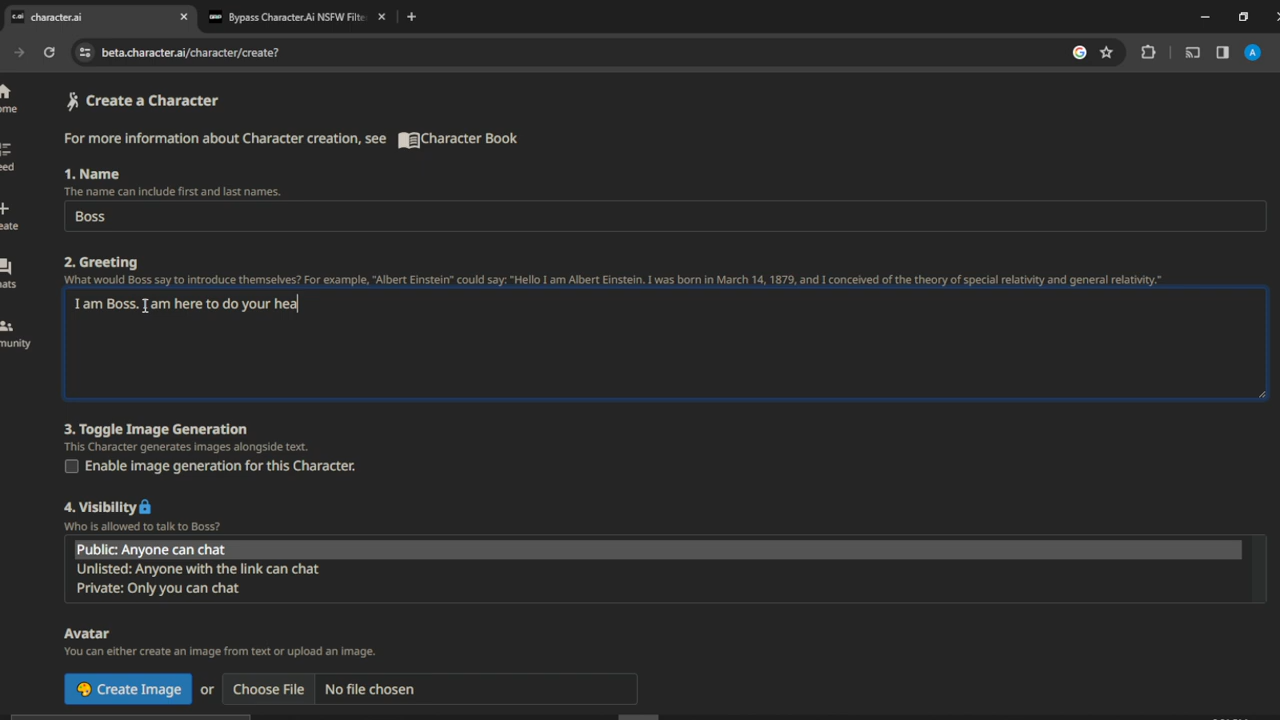 character.ai
Bypass Character.Ai NSFW Filte
beta.character.ai/character/create?
A
ome
Create a Character
For more information about Character creation, see Character Book
eed
1. Name
The name can include first and last names.
Boss
eate
2. Greeting
What would Boss say to introduce themselves? For example, "Albert Einstein" could say: "Hello I am Albert Einstein. I was born in March 14, 1879, and I conceived of the theory of special relativity and general relativity."
I am Boss. I am here to do your hea
hats
munity
3. Toggle Image Generation
This Character generates images alongside text.
Enable image generation for this Character.
4. Visibility
Who is allowed to talk to Boss?
Public: Anyone can chat
Unlisted: Anyone with the link can chat
Private: Only you can chat
Avatar
You can either create an image from text or upload an image.
Create Image or Choose File No file chosen